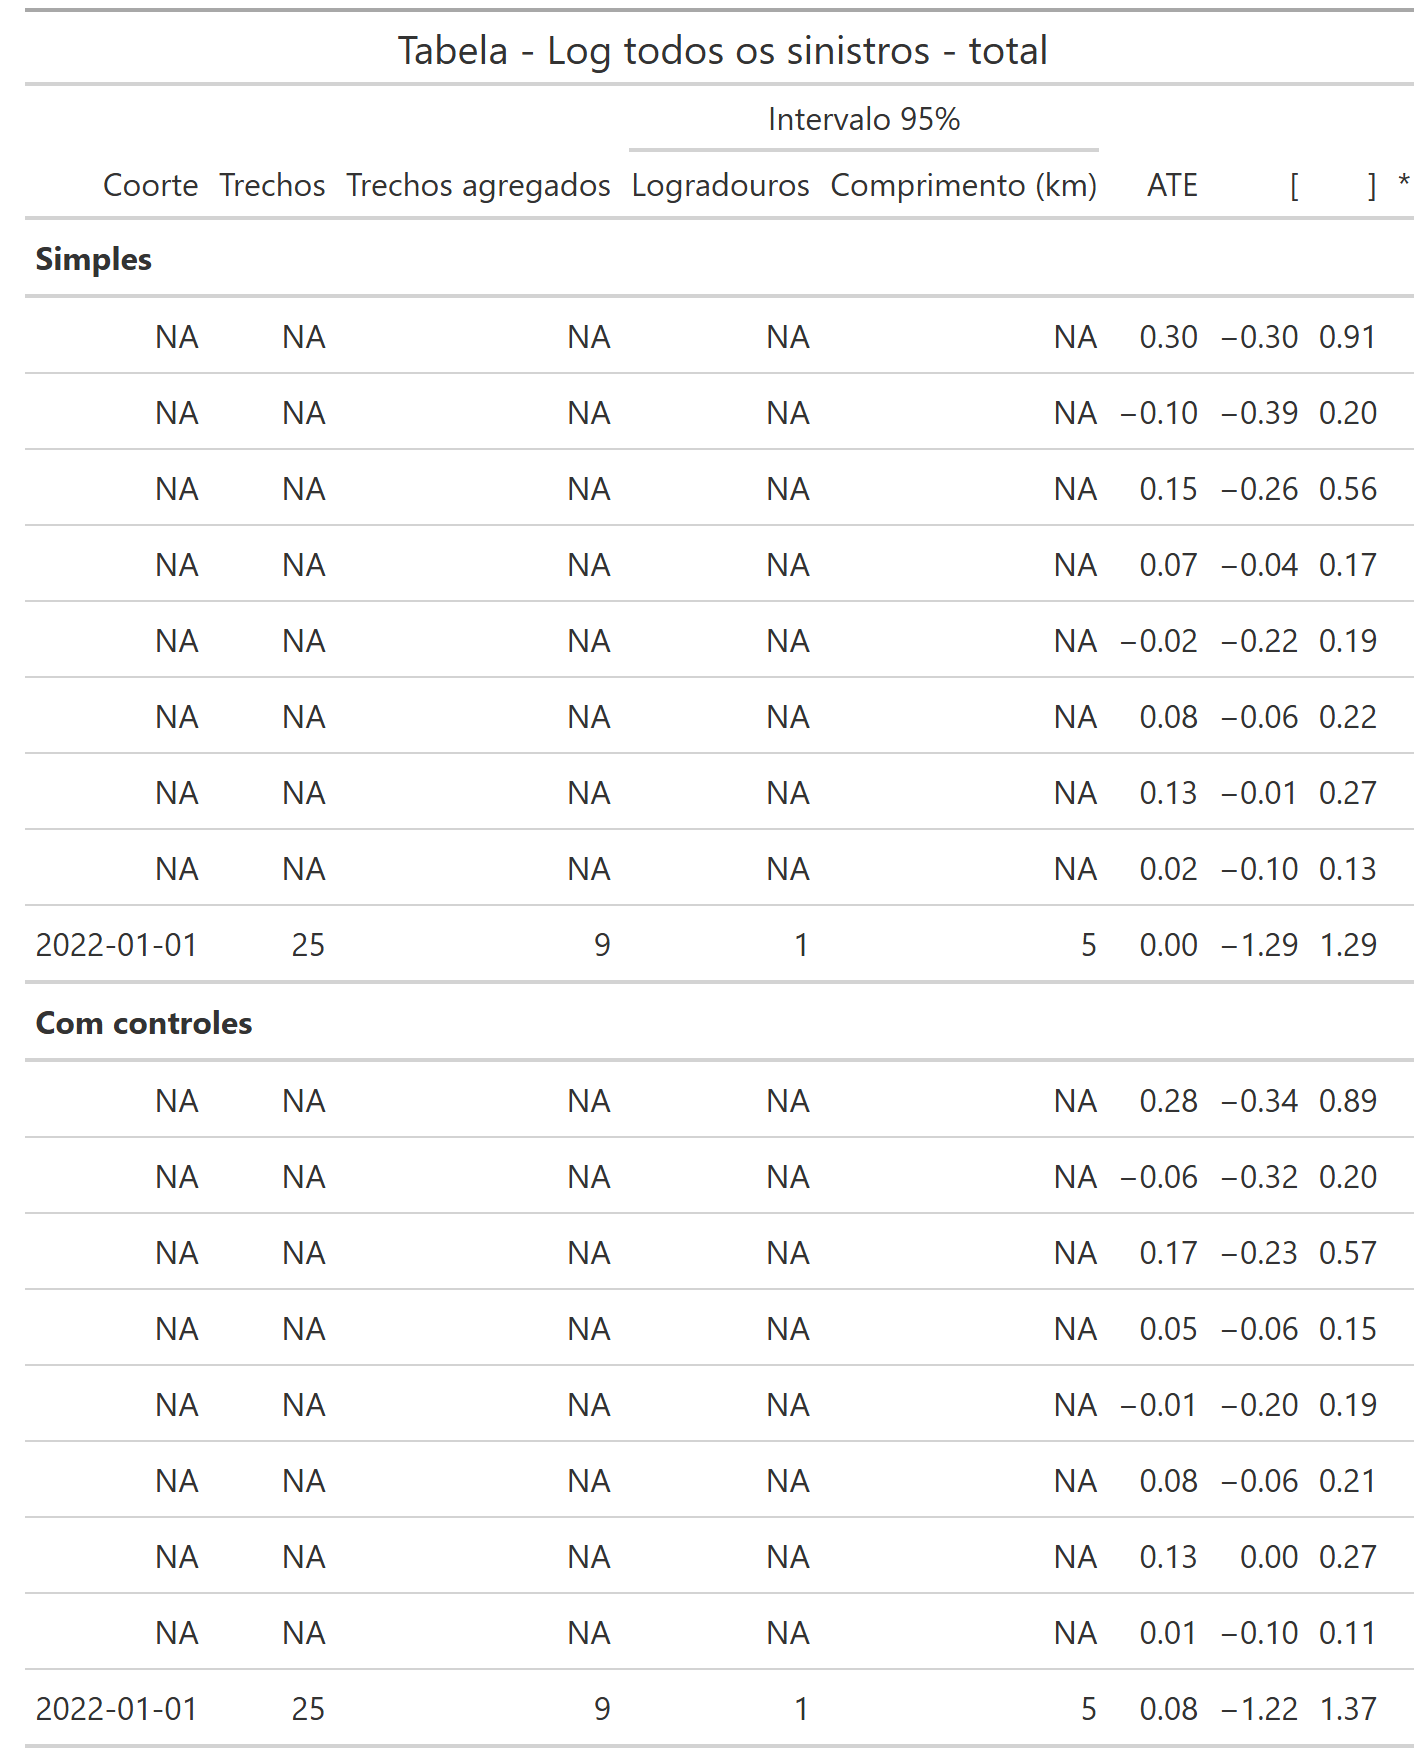 Tabela - Log todos os sinistros - total
Intervalo 95%
Coorte Trechos Trechos agregados Logradouros Comprimento (km) ATE [ ] *
Simples
NA NA NA NA NA 0.30 −0.30 0.91
NA NA NA NA NA −0.10 −0.39 0.20
NA NA NA NA NA 0.15 −0.26 0.56
NA NA NA NA NA 0.07 −0.04 0.17
NA NA NA NA NA −0.02 −0.22 0.19
NA NA NA NA NA 0.08 −0.06 0.22
NA NA NA NA NA 0.13 −0.01 0.27
NA NA NA NA NA 0.02 −0.10 0.13
2022-01-01 25 9 1 5 0.00 −1.29 1.29
Com controles
NA NA NA NA NA 0.28 −0.34 0.89
NA NA NA NA NA −0.06 −0.32 0.20
NA NA NA NA NA 0.17 −0.23 0.57
NA NA NA NA NA 0.05 −0.06 0.15
NA NA NA NA NA −0.01 −0.20 0.19
NA NA NA NA NA 0.08 −0.06 0.21
NA NA NA NA NA 0.13 0.00 0.27
NA NA NA NA NA 0.01 −0.10 0.11
2022-01-01 25 9 1 5 0.08 −1.22 1.37